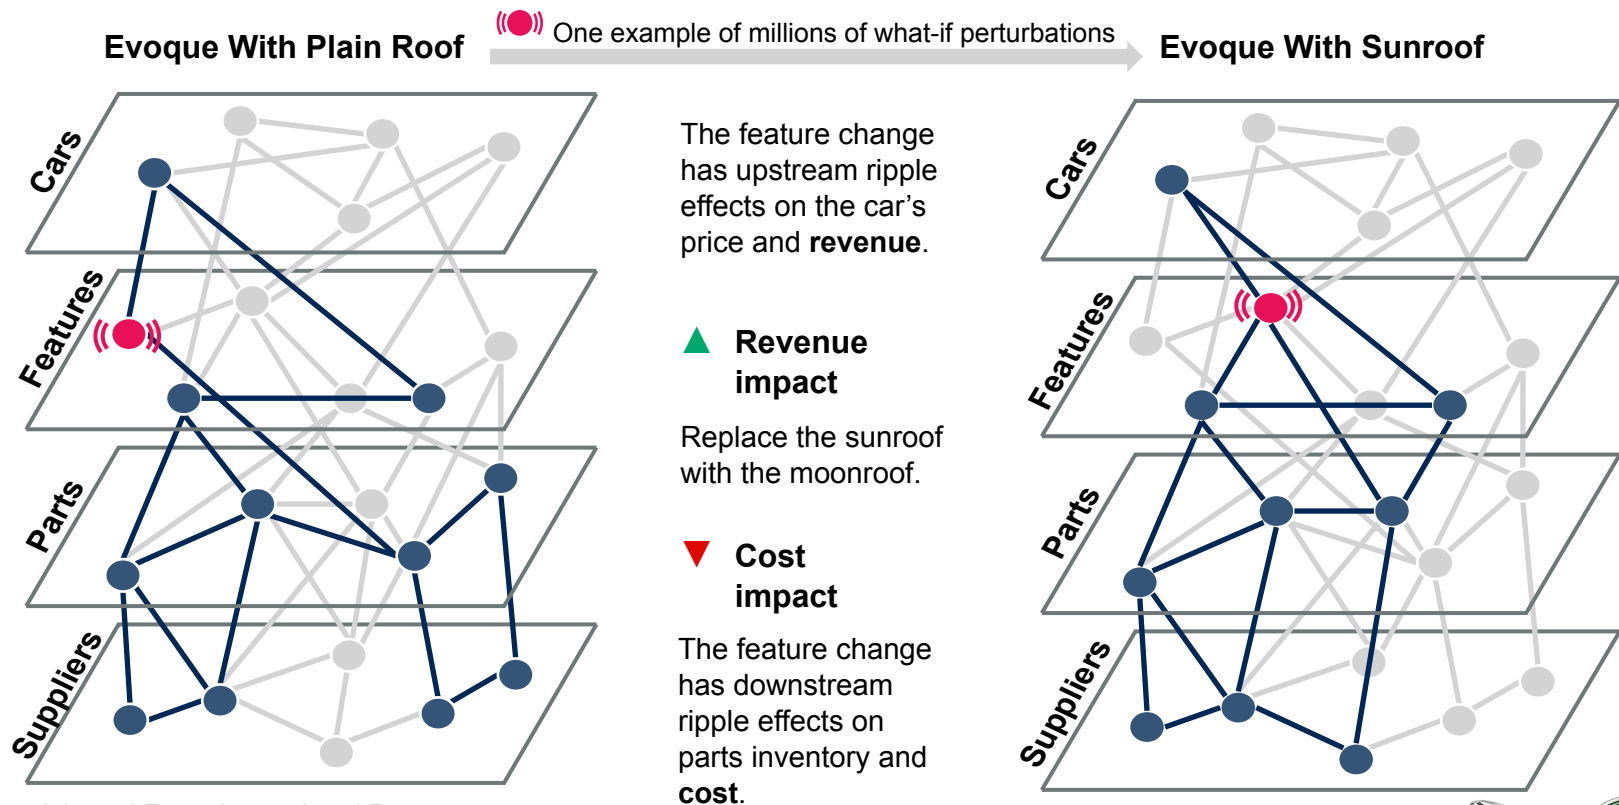 Evoque With Plain Roof
One example of millions of what-if perturbations
Evoque With Sunroof
Cars
Features
Parts
Suppliers
The feature change
has upstream ripple
effects on the car’s
price and revenue.
Revenue
impact
Replace the sunroof
with the moonroof.
Cost
impact
The feature change
has downstream
ripple effects on
parts inventory and
cost.
Cars
Features
Parts
Suppliers